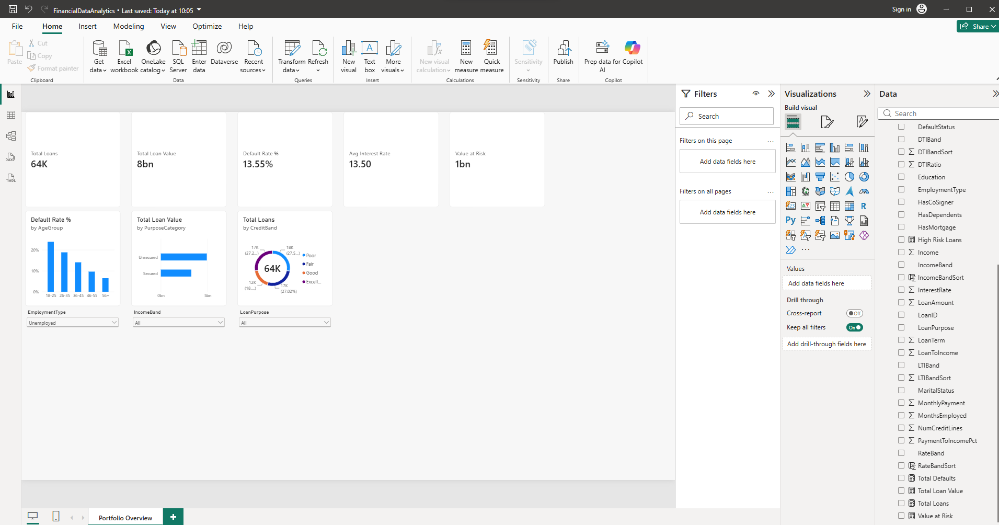 FinancialDataAnalytics • Last saved: Today at 10:05
Sign in
File Home Insert Modeling View Optimize Help
Share
Paste
Cut
Copy
Format painter
Clipboard
Get data
Excel workbook
OneLake catalog
SQL Server
Enter data
Dataverse
Recent sources
Data
Transform data
Refresh
Queries
New visual
Text box
More visuals
Insert
New visual calculation
New measure
Quick measure
Calculations
Sensitivity
Sensitivity
Publish
Share
Prep data for AI
Copilot
Copilot
DAX
TMDL
Total Loans
64K
Total Loan Value
8bn
Default Rate %
13.55%
Avg Interest Rate
13.50
Value at Risk
1bn
Default Rate %
by AgeGroup
20%
10%
0%
18-25 26-35 36-45 46-55 56+
Total Loan Value
by PurposeCategory
Unsecured
Secured
0bn 5bn
Total Loans
by CreditBand
17K
(27.2...)
18K
(27.5...)
64K
12K
(18....)
17K
(27.02%)
Poor
Fair
Good
Excell...
EmploymentType
Unemployed
IncomeBand
All
LoanPurpose
All
Portfolio Overview
Filters
Search
Filters on this page
...
Add data fields here
Filters on all pages
...
Add data fields here
Visualizations
Build visual
123
R
Py
...
Values
Add data fields here
Drill through
Cross-report
Off
Keep all filters
On
Add drill-through fields here
Data
Search
DefaultStatus
DTIBand
DTIBandSort
DTIRatio
Education
EmploymentType
HasCoSigner
HasDependents
HasMortgage
High Risk Loans
Income
IncomeBand
IncomeBandSort
InterestRate
LoanAmount
LoanID
LoanPurpose
LoanTerm
LoanToIncome
LTIBand
LTIBandSort
MaritalStatus
MonthlyPayment
MonthsEmployed
NumCreditLines
PaymentToIncomePct
RateBand
RateBandSort
Total Defaults
Total Loan Value
Total Loans
Value at Risk